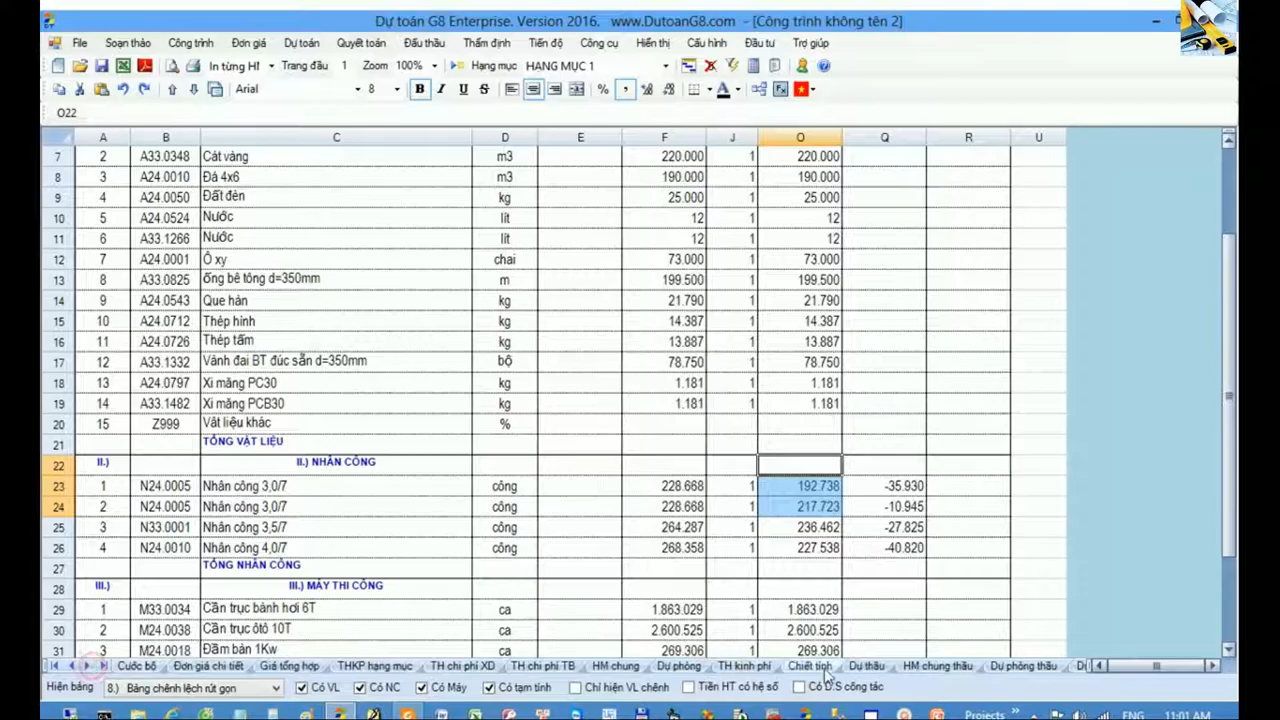 Dự toán G8 Enterprise. Version 2016. www.DutoanG8.com - [Công trình không tên 2]
File Soạn thảo Công trình Đơn giá Dự toán Quyết toán Đấu thầu Thẩm định Tiến độ Công cụ Hiển thị Cấu hình Đầu tư Trợ giúp
In từng HI Trang đầu 1 Zoom 100% Hạng mục HẠNG MỤC 1
Arial 8 B I U S %
O22
A B C D E F J O Q R U
7 2 A33.0348 Cát vàng m3 220.000 1 220.000
8 3 A24.0010 Đá 4x6 m3 190.000 1 190.000
9 4 A24.0050 Đất đèn kg 25.000 1 25.000
10 5 A24.0524 Nước lít 12 1 12
11 6 A33.1266 Nước lít 12 1 12
12 7 A24.0001 Ô xy chai 73.000 1 73.000
13 8 A33.0825 ống bê tông d=350mm m 199.500 1 199.500
14 9 A24.0543 Que hàn kg 21.790 1 21.790
15 10 A24.0712 Thép hình kg 14.387 1 14.387
16 11 A24.0726 Thép tấm kg 13.887 1 13.887
17 12 A33.1332 Vành đai BT đúc sẵn d=350mm bộ 78.750 1 78.750
18 13 A24.0797 Xi măng PC30 kg 1.181 1 1.181
19 14 A33.1482 Xi măng PCB30 kg 1.181 1 1.181
20 15 Z999 Vật liệu khác %
21 TỔNG VẬT LIỆU
22 II.) II.) NHÂN CÔNG
23 1 N24.0005 Nhân công 3,0/7 công 228.668 1 192.738 -35.930
24 2 N24.0005 Nhân công 3,0/7 công 228.668 1 217.723 -10.945
25 3 N33.0001 Nhân công 3,5/7 công 264.287 1 236.462 -27.825
26 4 N24.0010 Nhân công 4,0/7 công 268.358 1 227.538 -40.820
27 TỔNG NHÂN CÔNG
28 III.) III.) MÁY THI CÔNG
29 1 M33.0034 Cần trục bánh hơi 6T ca 1.863.029 1 1.863.029
30 2 M24.0038 Cần trục ôtô 10T ca 2.600.525 1 2.600.525
31 3 M24.0018 Đầm bàn 1Kw ca 269.306 1 269.306
Cước bộ Đơn giá chi tiết Giá tổng hợp THKP hạng mục TH chi phí XD TH chi phí TB HM chung Dự phòng TH kinh phí Chiết tính Dự thầu HM chung thầu Dự phòng thầu
Hiện bảng 8.) Bảng chênh lệch rút gọn Có VL Có NC Có Máy Có tạm tính Chỉ hiện VL chênh Tiền HT có hệ số Có D.S công tác
Projects 11:01 AM